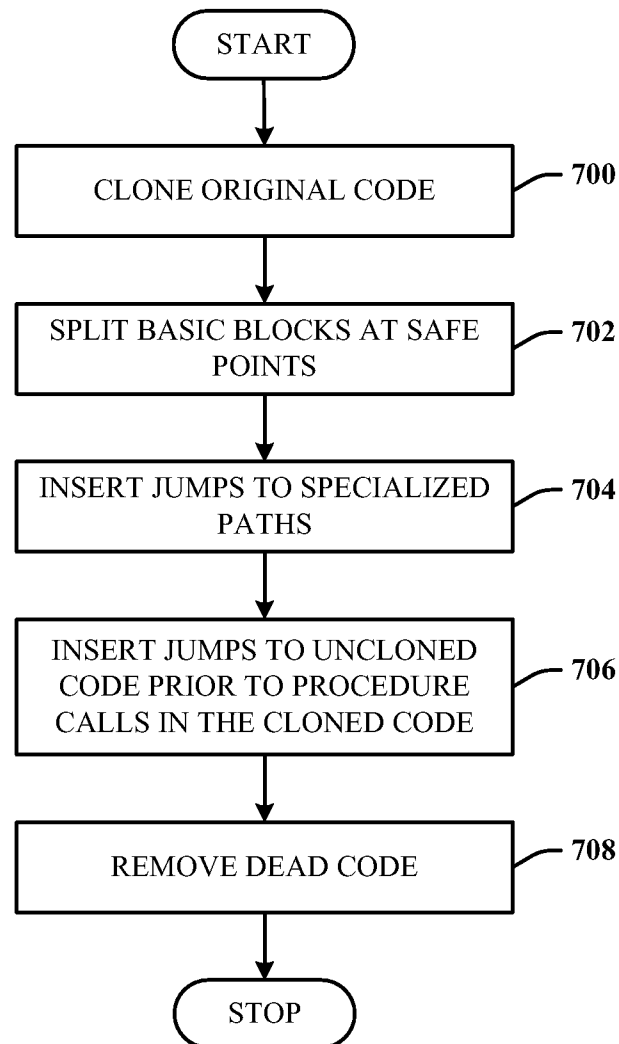 START
CLONE ORIGINAL CODE
700
SPLIT BASIC BLOCKS AT SAFE
POINTS
702
INSERT JUMPS TO SPECIALIZED
PATHS
704
INSERT JUMPS TO UNCLONED
CODE PRIOR TO PROCEDURE
CALLS IN THE CLONED CODE
706
REMOVE DEAD CODE
708
STOP